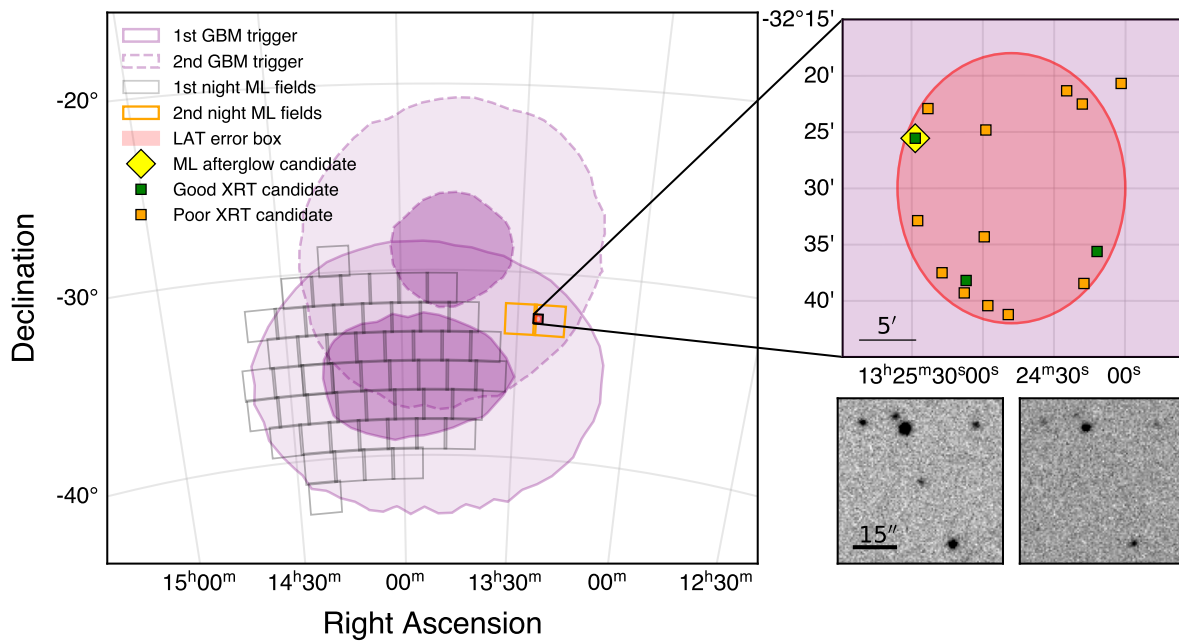 1st GBM trigger
2nd GBM trigger
1st night ML fields
2nd night ML fields
LAT error box
ML afterglow candidate
Good XRT candidate
Poor XRT candidate
-20°
-30°
-40°
Declination
15ʰ00ᵐ
14ʰ30ᵐ
00ᵐ
13ʰ30ᵐ
00ᵐ
12ʰ30ᵐ
Right Ascension
-32°15′
20′
25′
30′
35′
40′
5′
13ʰ25ᵐ30ˢ
00ˢ
24ᵐ30ˢ
00ˢ
15″